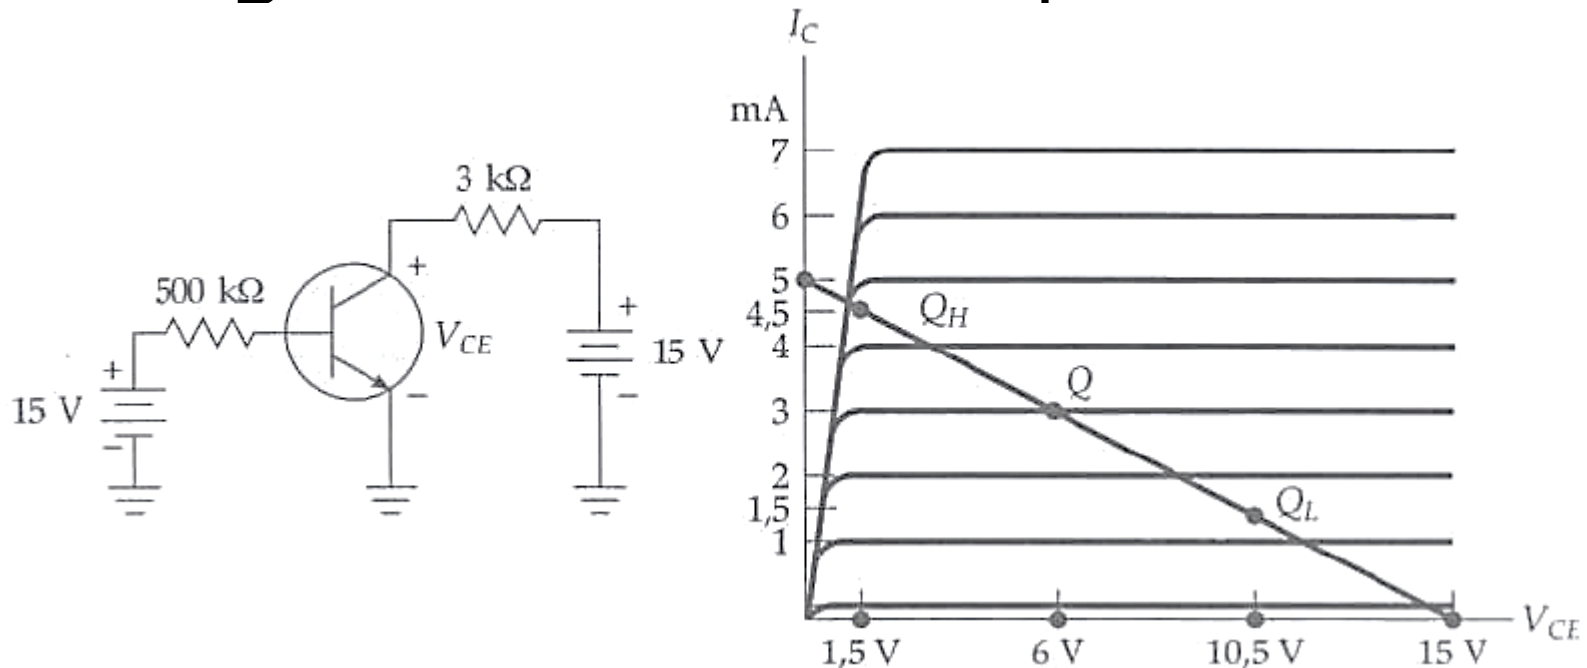 3 kΩ
500 kΩ
+
V_CE
−
+
15 V
−
+
15 V
−
I_C
mA
7
6
5
4,5
4
3
2
1,5
1
Q_H
Q
Q_L
V_CE
1,5 V 6 V 10,5 V 15 V